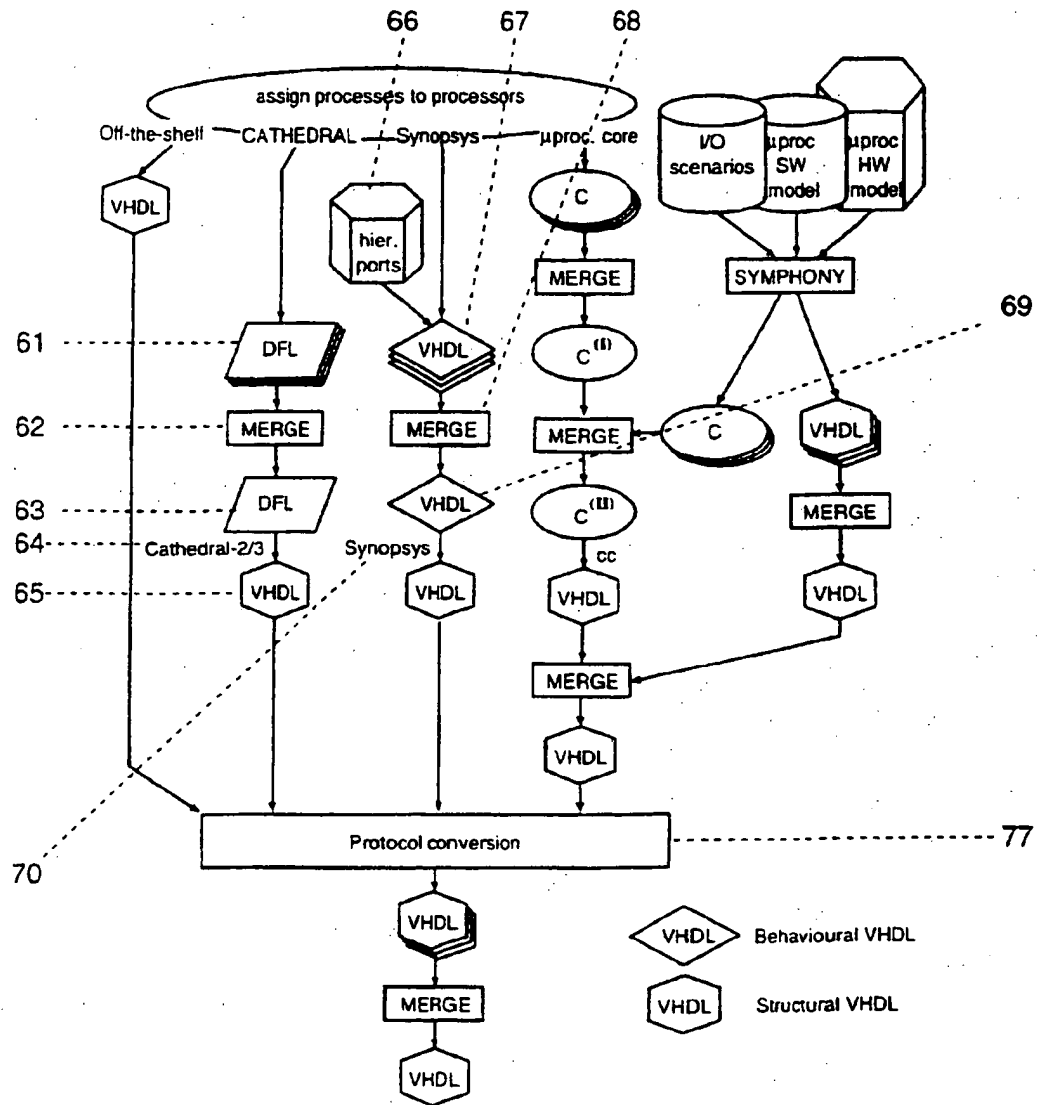 66 67 68
assign processes to processors
Off-the-shelf CATHEDRAL Synopsys µproc. core
I/O scenarios
µproc SW model
µproc HW model
VHDL
hier. ports
C
MERGE
SYMPHONY
69
61
DFL
VHDL
C (I)
62
MERGE
MERGE
MERGE
C
VHDL
63
DFL
VHDL
C (II)
MERGE
64
Cathedral-2/3
Synopsys
cc
65
VHDL
VHDL
VHDL
VHDL
MERGE
VHDL
Protocol conversion
77
70
VHDL
VHDL Behavioural VHDL
MERGE
VHDL Structural VHDL
VHDL